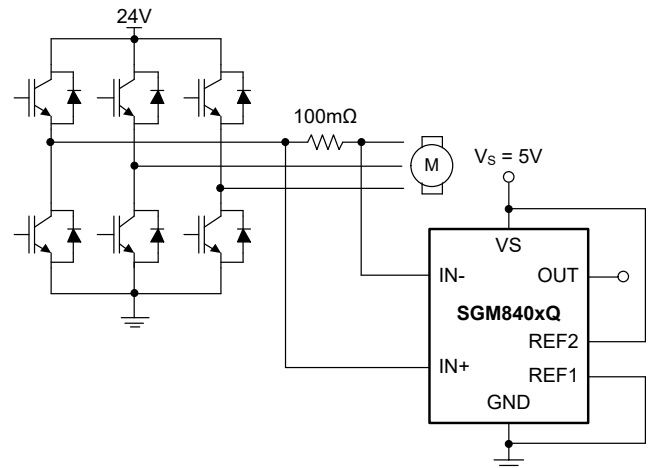 24V
100mΩ
M
VS = 5V
VS
IN-
OUT
SGM840xQ
REF2
IN+
REF1
GND